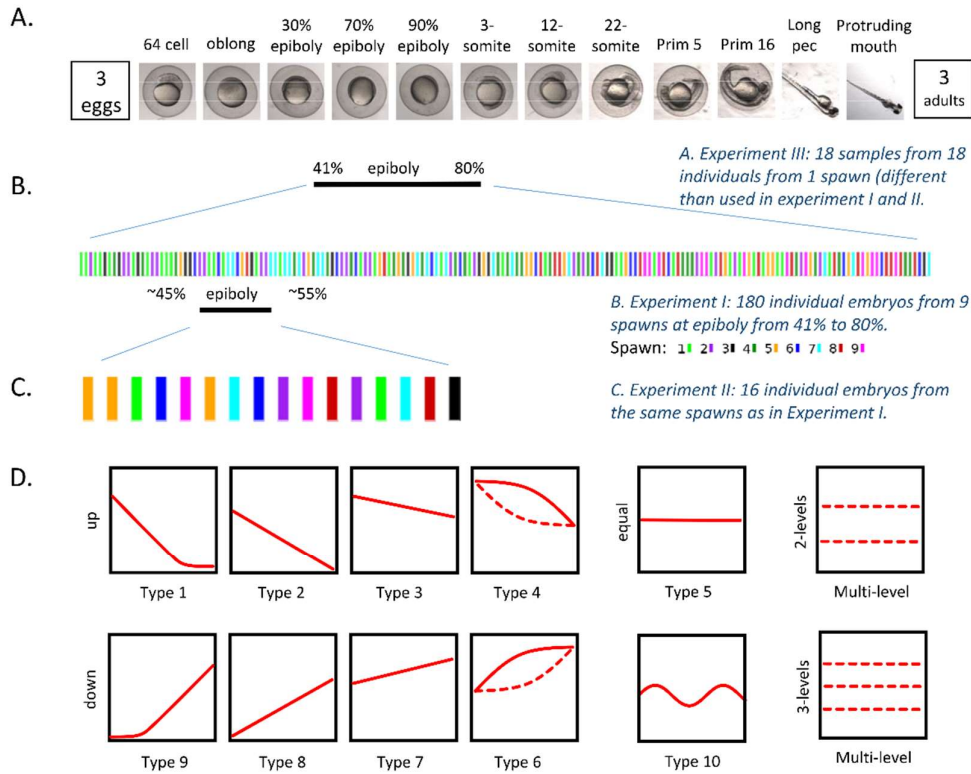 A.
64 cell
oblong
30%
epiboly
70%
epiboly
90%
epiboly
3-
somite
12-
somite
22-
somite
Prim 5
Prim 16
Long
pec
Protruding
mouth
3
eggs
3
adults
41% epiboly 80%
A. Experiment III: 18 samples from 18
individuals from 1 spawn (different
than used in experiment I and II.
B.
~45% epiboly ~55%
B. Experiment I: 180 individual embryos from 9
spawns at epiboly from 41% to 80%.
Spawn: 1 2 3 4 5 6 7 8 9
C.
C. Experiment II: 16 individual embryos from
the same spawns as in Experiment I.
D.
up
Type 1
Type 2
Type 3
Type 4
equal
Type 5
2-levels
Multi-level
down
Type 9
Type 8
Type 7
Type 6
Type 10
3-levels
Multi-level